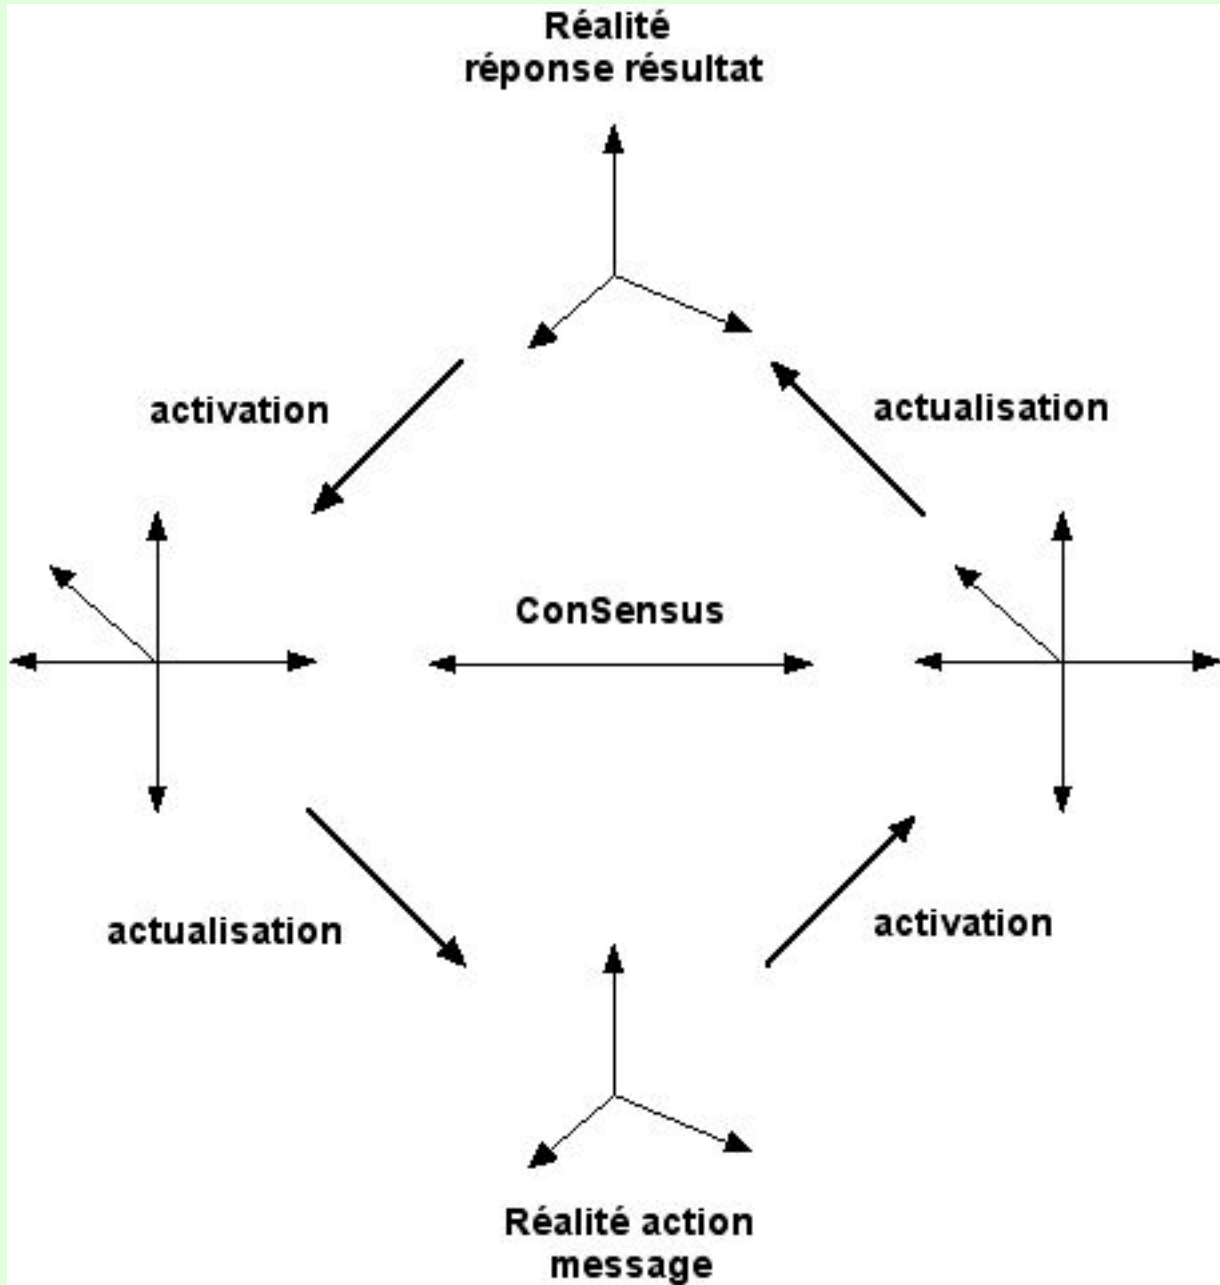 Réalité
réponse résultat
activation
actualisation
ConSensus
actualisation
activation
Réalité action
message